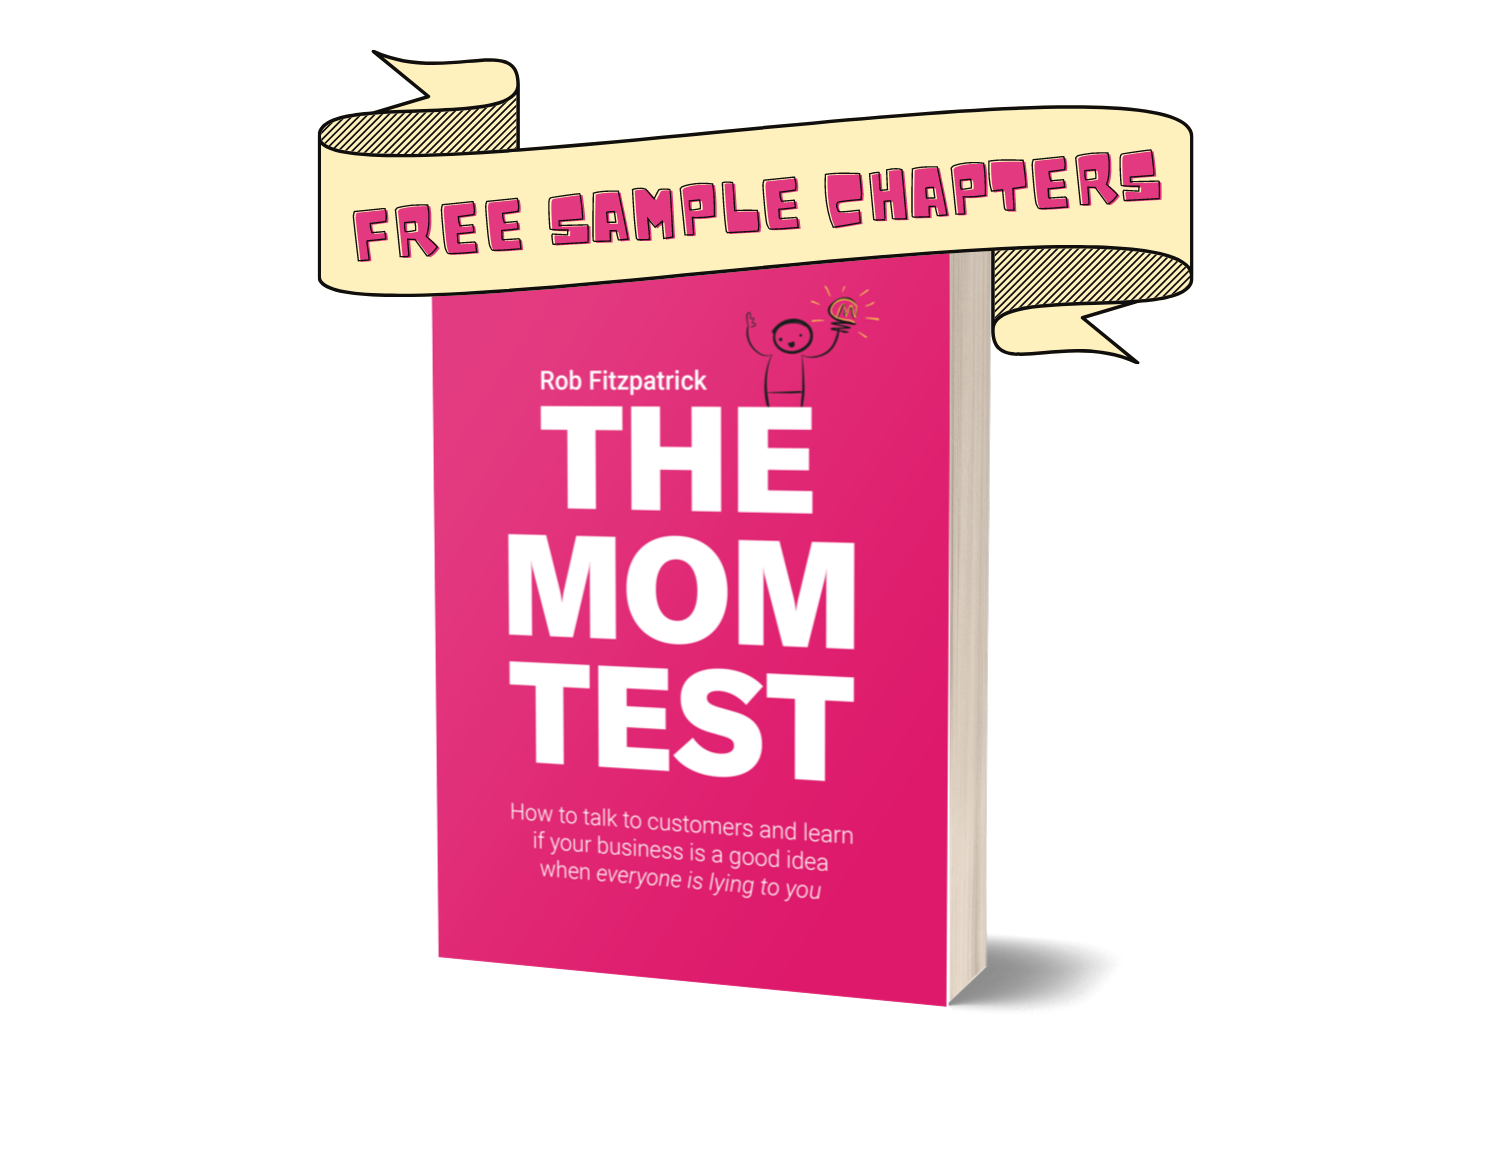 FREE SAMPLE CHAPTERS
Rob Fitzpatrick
THE
MOM
TEST
How to talk to customers and learn
if your business is a good idea
when everyone is lying to you